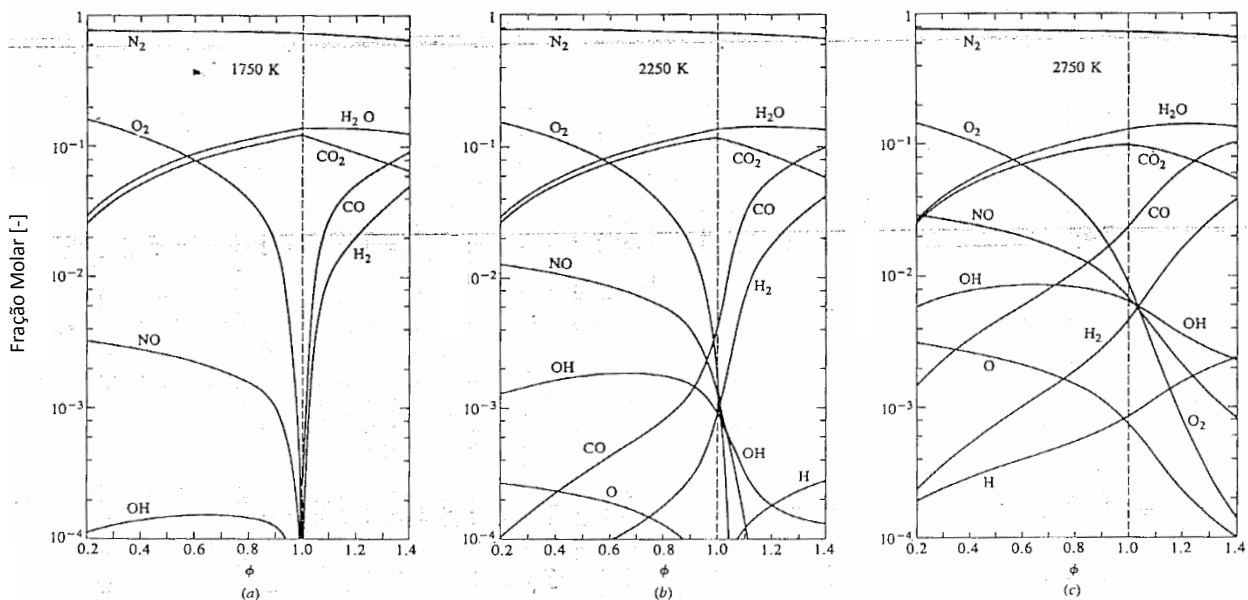 Fração Molar [-]
1
10⁻¹
10⁻²
10⁻³
10⁻⁴
N₂
1750 K
O₂
H₂O
CO₂
CO
H₂
NO
OH
0.2 0.4 0.6 0.8 1.0 1.2 1.4
ϕ
(a)
1
10⁻¹
10⁻²
10⁻³
10⁻⁴
N₂
2250 K
O₂
H₂O
CO₂
CO
NO
H₂
OH
CO
OH
O
H
0.2 0.4 0.6 0.8 1.0 1.2 1.4
ϕ
(b)
1
10⁻¹
10⁻²
10⁻³
10⁻⁴
N₂
2750 K
O₂
H₂O
CO₂
NO
CO
OH
H₂
OH
O
O₂
H
0.2 0.4 0.6 0.8 1.0 1.2 1.4
ϕ
(c)